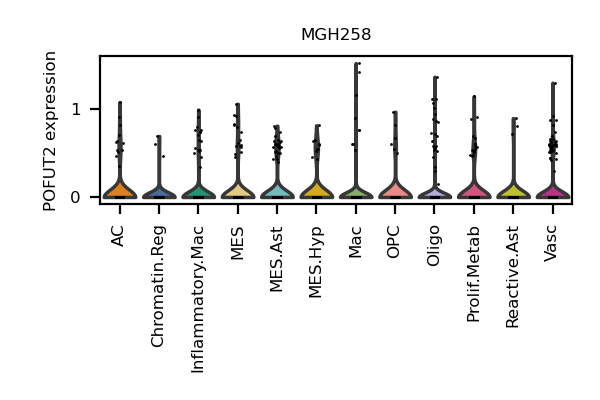 MGH258
POFUT2 expression
1
0
AC
Chromatin.Reg
Inflammatory.Mac
MES
MES.Ast
MES.Hyp
Mac
OPC
Oligo
Prolif.Metab
Reactive.Ast
Vasc